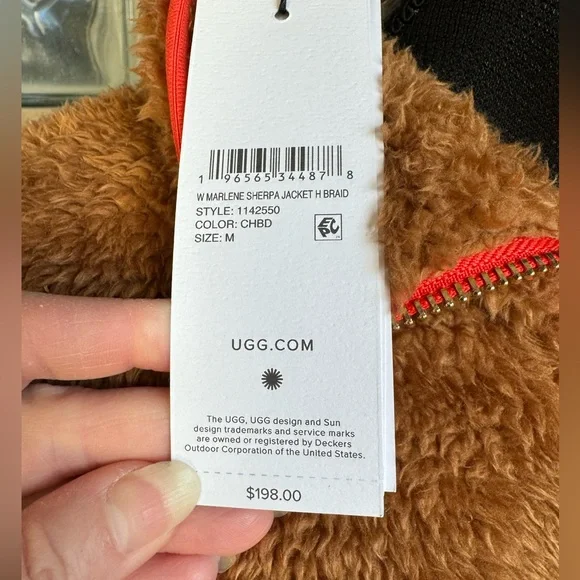 1 96565 34487 8
W MARLENE SHERPA JACKET H BRAID
STYLE: 1142550
COLOR: CHBD
SIZE: M
EPC
UGG.COM
The UGG, UGG design and Sun
design trademarks and service marks
are owned or registered by Deckers
Outdoor Corporation of the United States.
$198.00